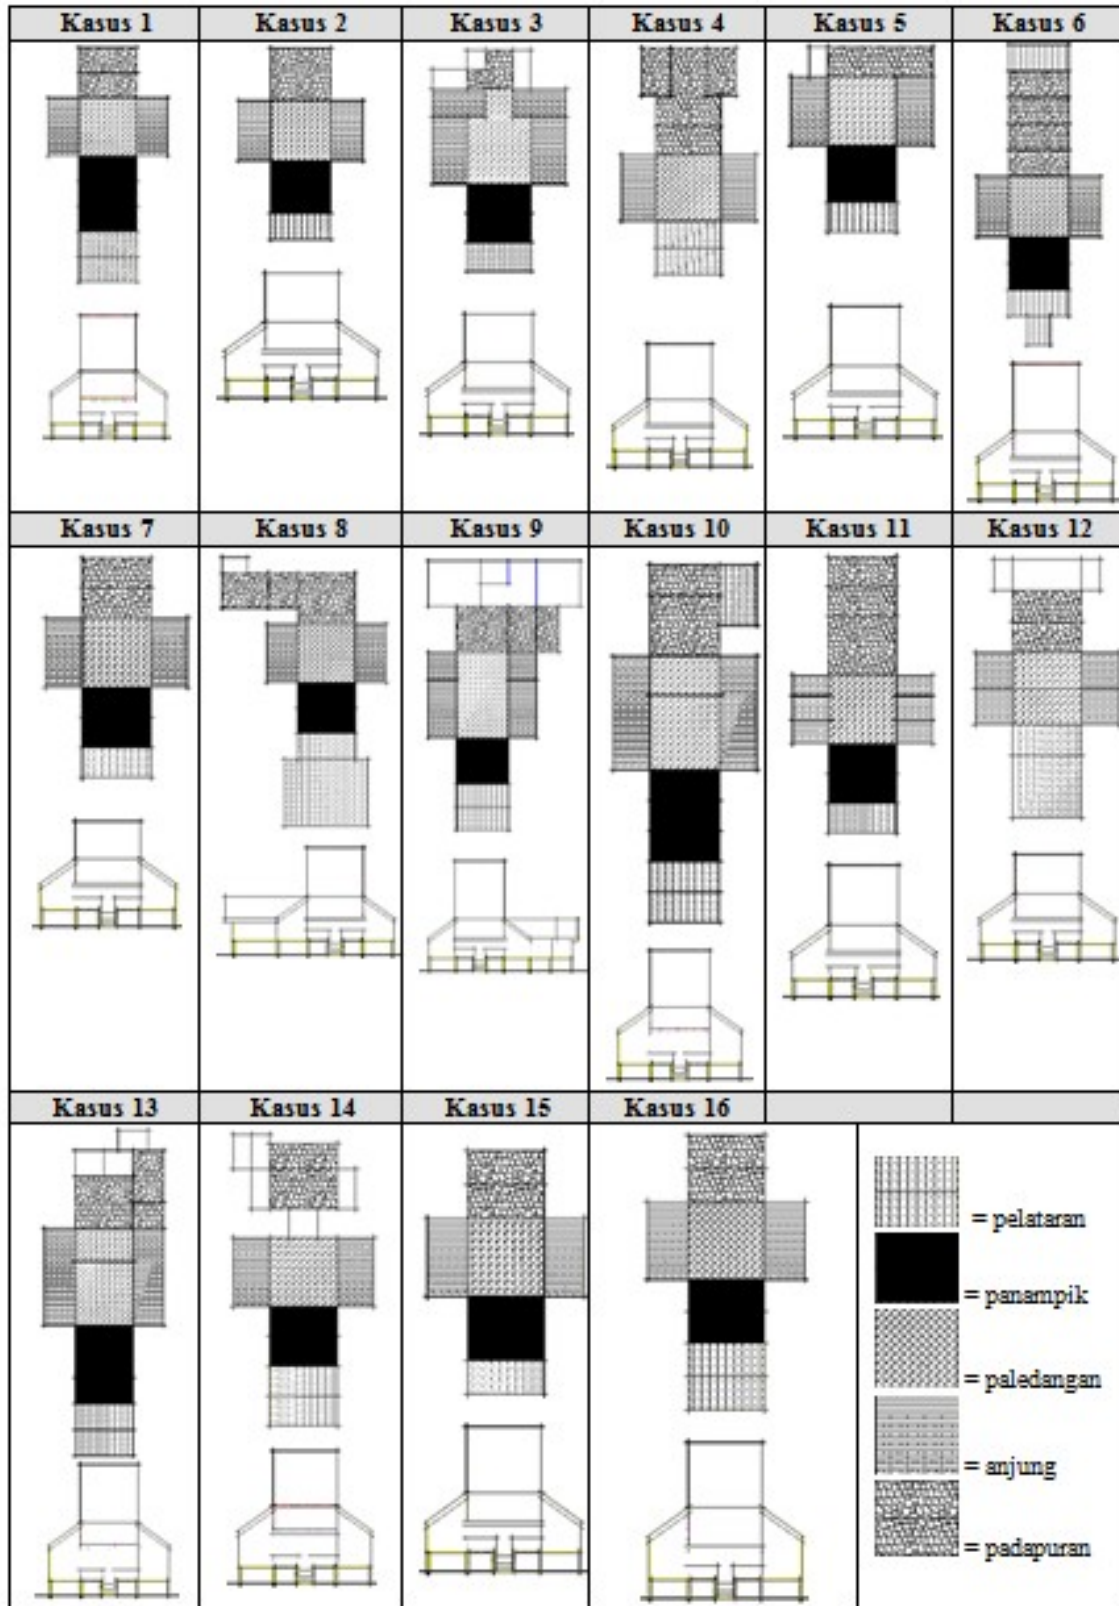 Kasus 1 Kasus 2 Kasus 3 Kasus 4 Kasus 5 Kasus 6
Kasus 7 Kasus 8 Kasus 9 Kasus 10 Kasus 11 Kasus 12
Kasus 13 Kasus 14 Kasus 15 Kasus 16
= pelataran
= panampik
= paledangan
= anjung
= padapuran